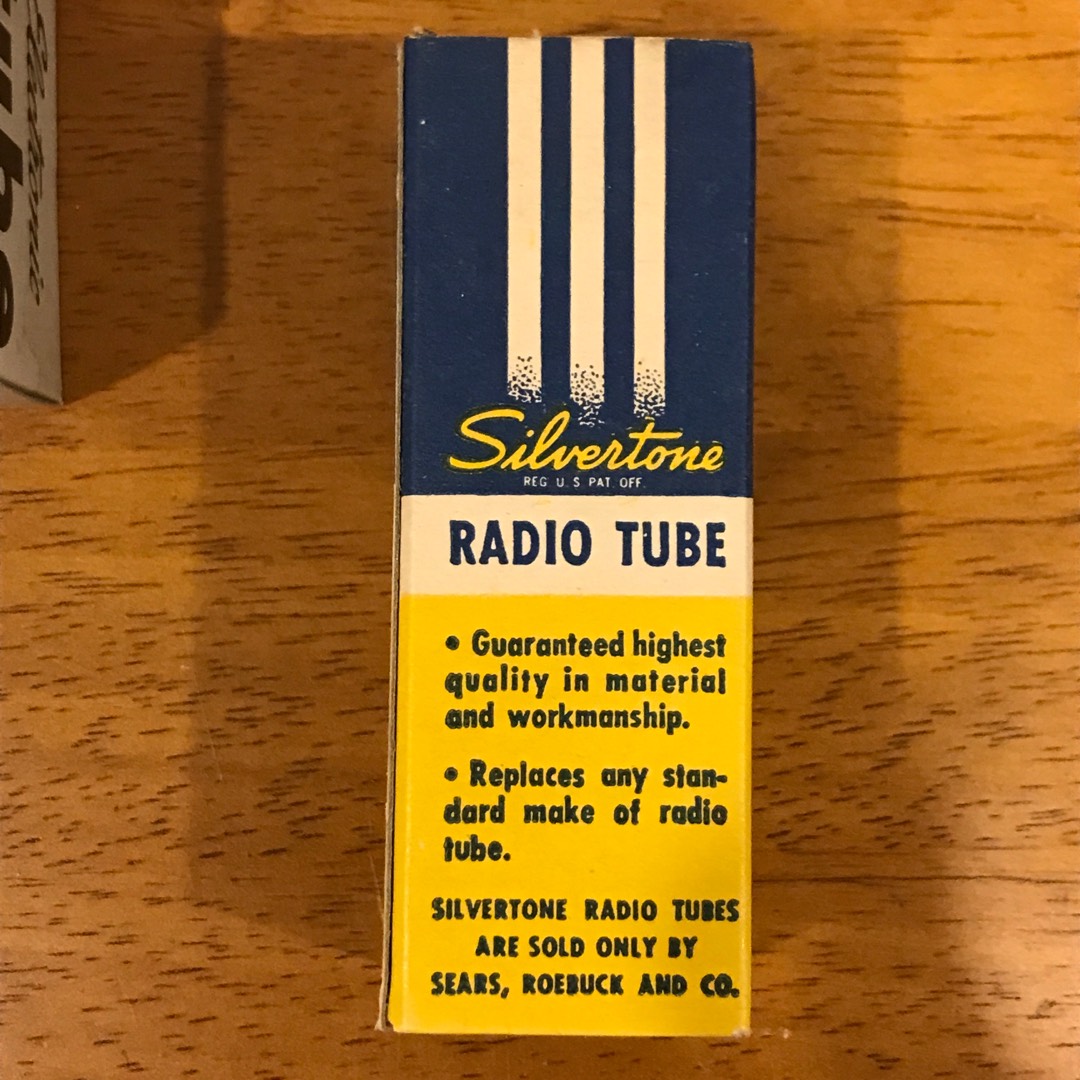 Silvertone
REG. U. S. PAT. OFF.
RADIO TUBE
• Guaranteed highest
quality in material
and workmanship.
• Replaces any stan-
dard make of radio
tube.
SILVERTONE RADIO TUBES
ARE SOLD ONLY BY
SEARS, ROEBUCK AND CO.